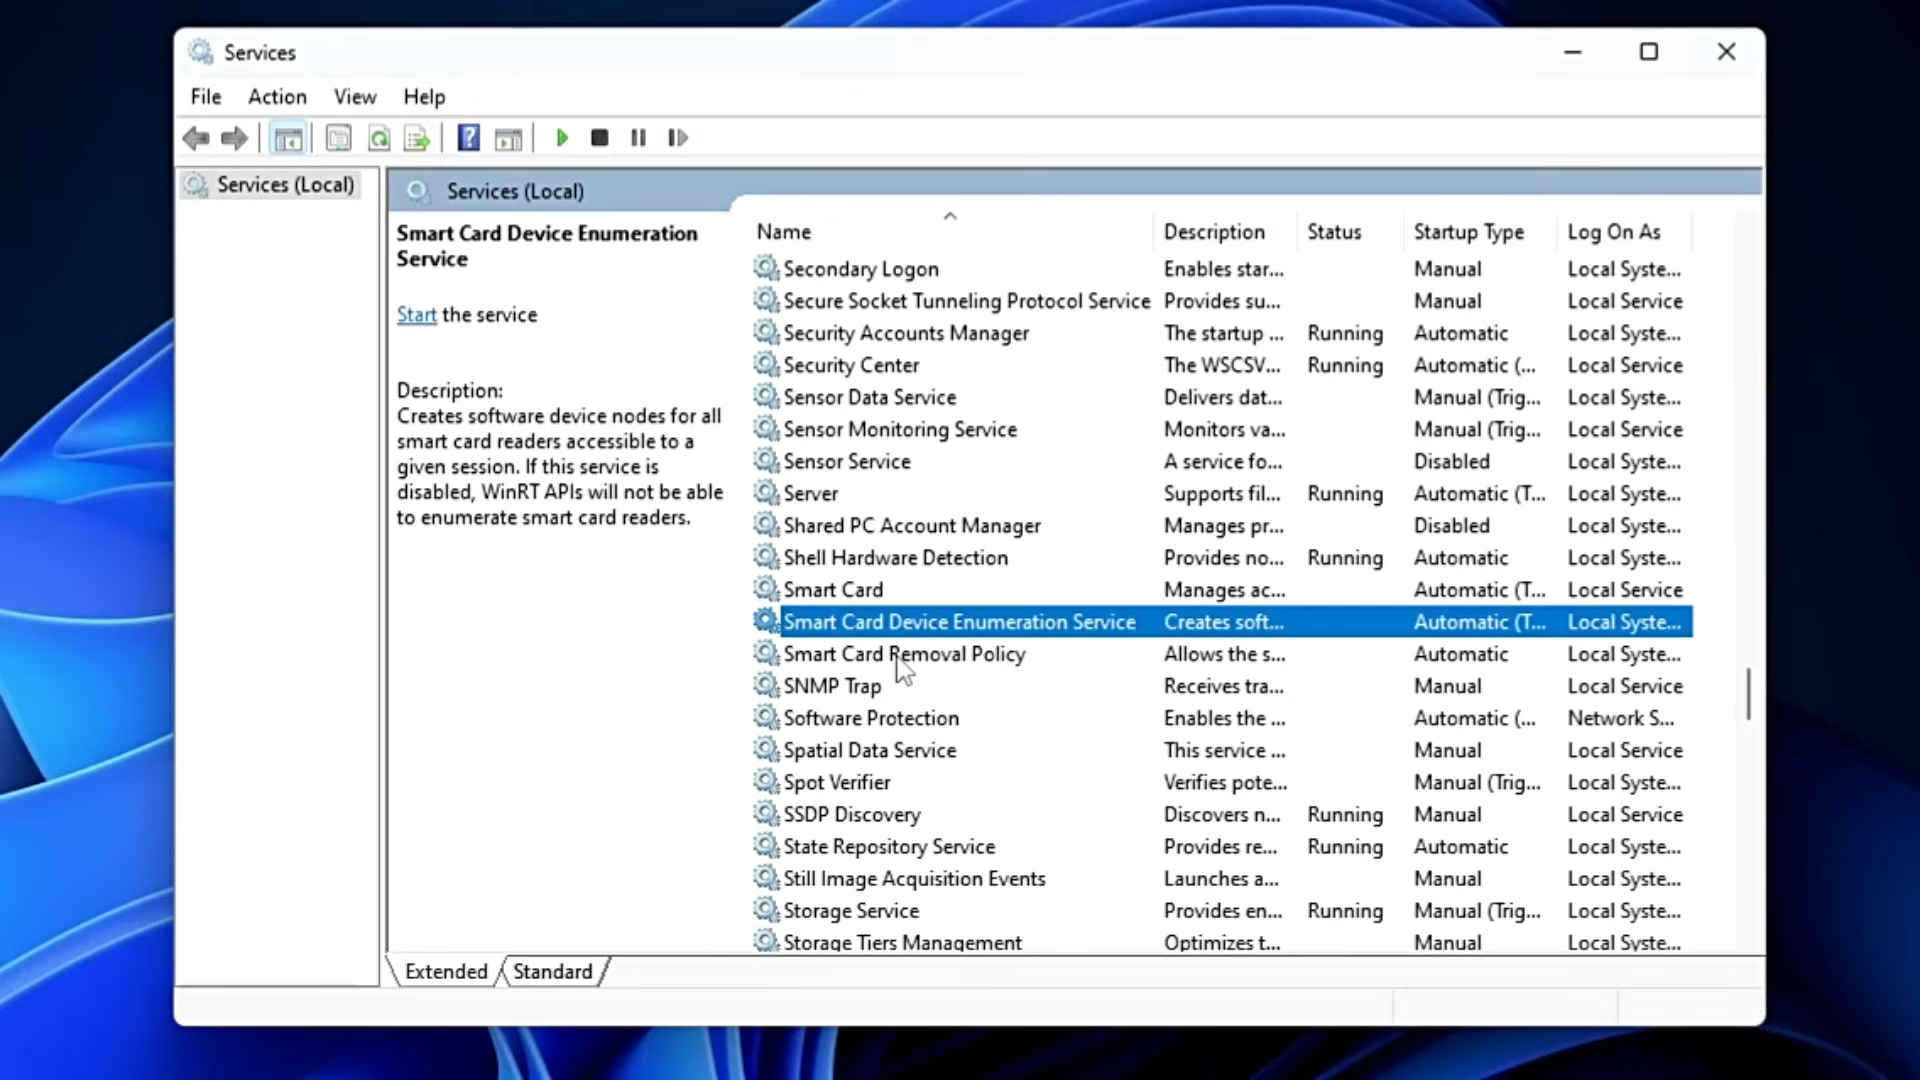 Services
File Action View Help
Services (Local)
Services (Local)
Smart Card Device Enumeration
Service
Start the service
Description:
Creates software device nodes for all
smart card readers accessible to a
given session. If this service is
disabled, WinRT APIs will not be able
to enumerate smart card readers.
Name Description Status Startup Type Log On As
Secondary Logon Enables star... Manual Local Syste...
Secure Socket Tunneling Protocol Service Provides su... Manual Local Service
Security Accounts Manager The startup ... Running Automatic Local Syste...
Security Center The WSCSV... Running Automatic (... Local Service
Sensor Data Service Delivers dat... Manual (Trig... Local Syste...
Sensor Monitoring Service Monitors va... Manual (Trig... Local Service
Sensor Service A service fo... Disabled Local Syste...
Server Supports fil... Running Automatic (T... Local Syste...
Shared PC Account Manager Manages pr... Disabled Local Syste...
Shell Hardware Detection Provides no... Running Automatic Local Syste...
Smart Card Manages ac... Automatic (T... Local Service
Smart Card Device Enumeration Service Creates soft... Automatic (T... Local Syste...
Smart Card Removal Policy Allows the s... Automatic Local Syste...
SNMP Trap Receives tra... Manual Local Service
Software Protection Enables the ... Automatic (... Network S...
Spatial Data Service This service ... Manual Local Service
Spot Verifier Verifies pote... Manual (Trig... Local Syste...
SSDP Discovery Discovers n... Running Manual Local Service
State Repository Service Provides re... Running Automatic Local Syste...
Still Image Acquisition Events Launches a... Manual Local Syste...
Storage Service Provides en... Running Manual (Trig... Local Syste...
Storage Tiers Management Optimizes t... Manual Local Syste...
Extended Standard